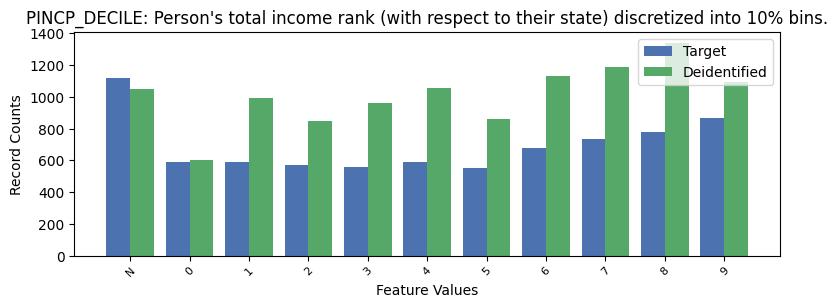 PINCP_DECILE: Person's total income rank (with respect to their state) discretized into 10% bins.
1400
1200
1000
800
600
400
200
0
Record Counts
Target
Deidentified
N 0 1 2 3 4 5 6 7 8 9
Feature Values